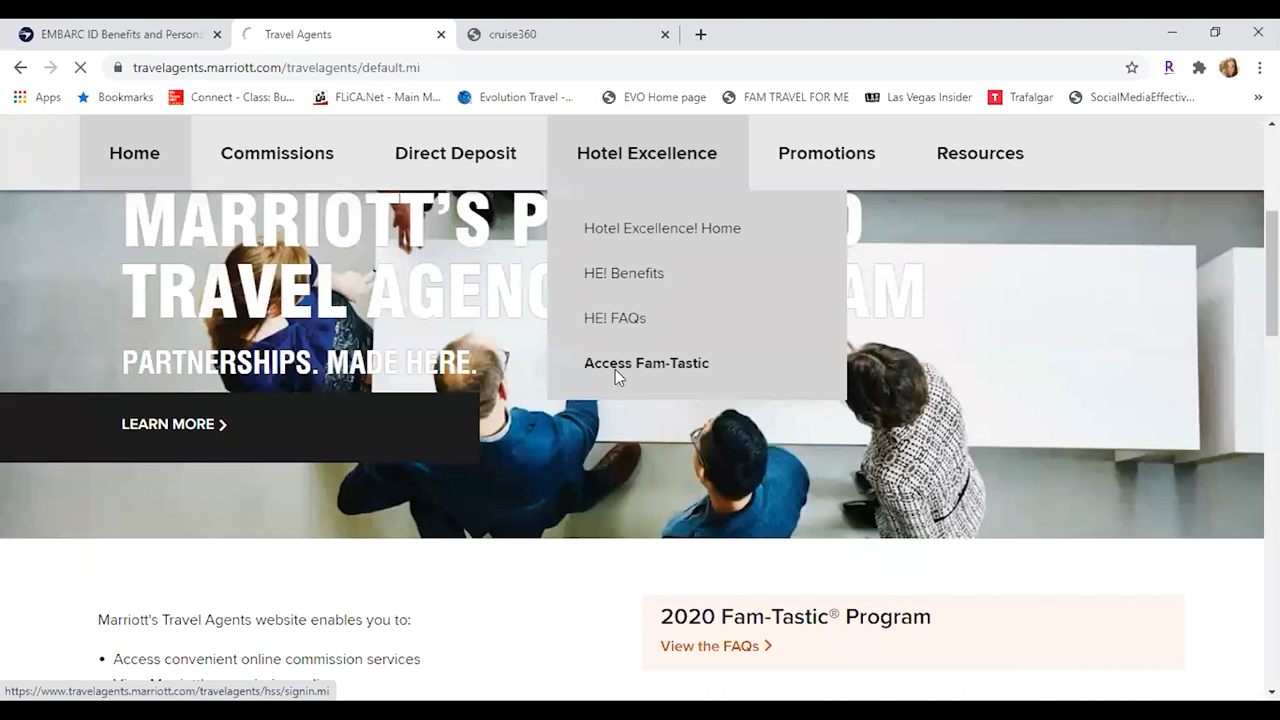 EMBARC ID Benefits and Persona
Travel Agents
cruise360
travelagents.marriott.com/travelagents/default.mi
R
Apps
Bookmarks
Connect - Class: Bu...
FLiCA.Net - Main M...
Evolution Travel -...
EVO Home page
FAM TRAVEL FOR ME
Las Vegas Insider
T
Trafalgar
SocialMediaEffectiv...
»
Home
Commissions
Direct Deposit
Hotel Excellence
Promotions
Resources
MARRIOTT'S P
TRAVEL AGENC AM
PARTNERSHIPS. MADE HERE.
LEARN MORE >
Hotel Excellence! Home
HE! Benefits
HE! FAQs
Access Fam-Tastic
Marriott's Travel Agents website enables you to:
• Access convenient online commission services
2020 Fam-Tastic® Program
View the FAQs >
https://www.travelagents.marriott.com/travelagents/hss/signin.mi